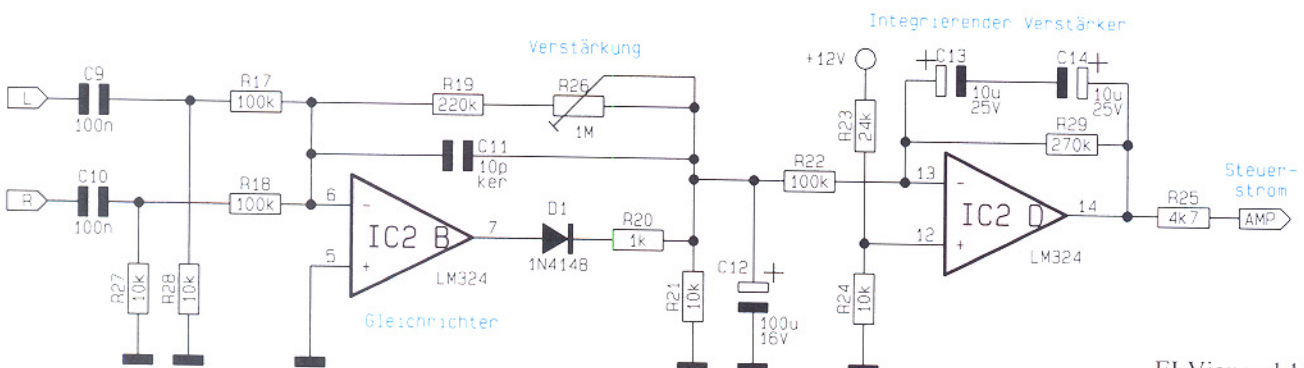 Integrierender Verstärker
Verstärkung
+12V
C13
10u
25V
C14
10u
25V
L
C9
100n
R17
100k
R19
220k
R26
1M
R23
24k
R29
270k
C11
10p
ker
R
C10
100n
R18
100k
6
5
7
IC2 B
LM324
D1
1N4148
R20
1k
R22
100k
13
12
14
IC2 D
LM324
Steuer-
strom
R25
4k7
AMP
R27
10k
R28
10k
Gleichrichter
R21
10k
C12
100u
16V
R24
10k